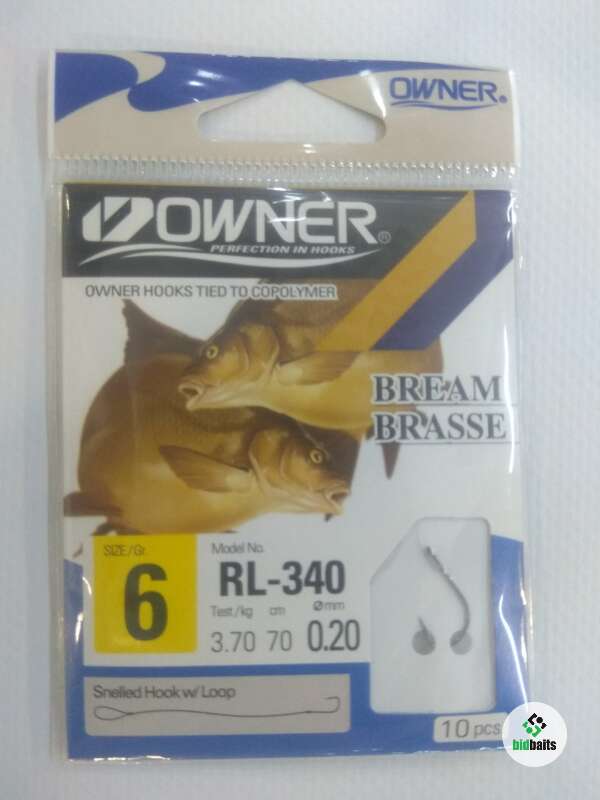 OWNER®
OWNER®
PERFECTION IN HOOKS
OWNER HOOKS TIED TO COPOLYMER
BREAM
BRASSE
SIZE/Gr.
6
Model No.
RL-340
Test/kg cm Ømm
3.70 70 0.20
Snelled Hook w/ Loop
10 pcs
bidbaits